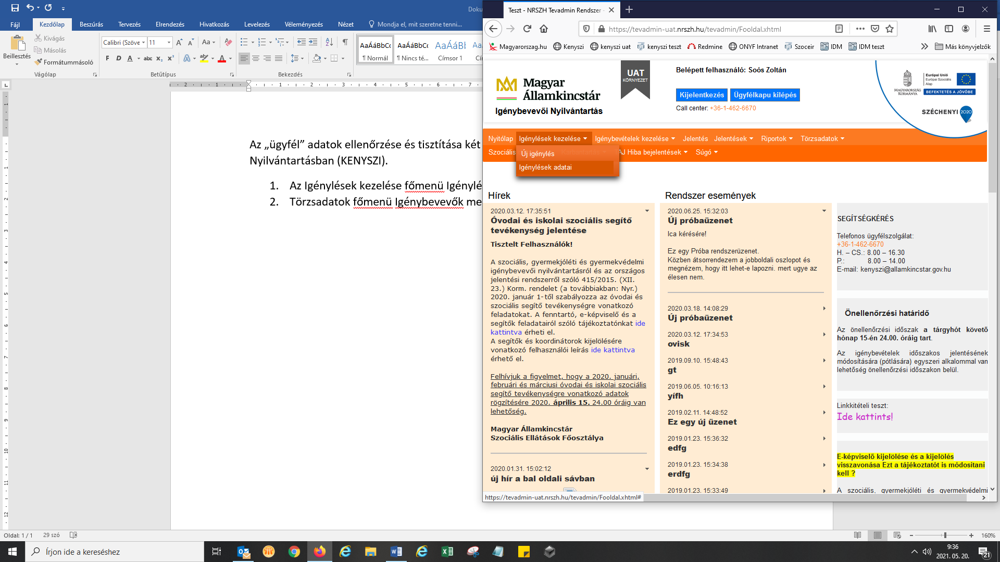 Doku
Fájl Kezdőlap Beszúrás Tervezés Elrendezés Hivatkozás Levelezés Véleményezés Nézet Mondja el, mit szeretne tenni...
Beillesztés
Kivágás
Másolás
Formátummásoló
Vágólap
Calibri (Szöve 11
Betűtípus
Bekezdés
AaÁáBbCc AaÁáBbCc AaÁáBl
¶ Normál ¶ Nincs té... Címsor 1
Az „ügyfél” adatok ellenőrzése és tisztítása két
Nyilvántartásban (KENYSZI).
1. Az Igénylések kezelése főmenü Igénylé
2. Törzsadatok főmenü Igénybevevők me
Oldal: 1 / 1 29 szó
160%
Teszt - NRSZH Tevadmin Rendszer
https://tevadmin-uat.nrszh.hu/tevadmin/Fooldal.xhtml
Magyarorszag.hu Kenyszi kenyszi uat kenyszi teszt Redmine ONYF Intranet Szoceir IDM IDM teszt Más könyvjelzők
Magyar
Államkincstár
Igénybevevői Nyilvántartás
UAT
KÖRNYEZET
Belépett felhasználó: Soós Zoltán
Kijelentkezés Ügyfélkapu kilépés
Call center: +36-1-462-6670
MAGYARORSZÁG
KORMÁNYA
Európai Unió
Európai Szociális
Alap
BEFEKTETÉS A JÖVŐBE
SZÉCHENYI 2020
Nyitólap Igénylések kezelése Igénybevételek kezelése Jelentés Jelentések Riportok Törzsadatok
Szociális TAJ Hiba bejelentések Súgó
Új igénylés
Igénylések adatai
Hírek
2020.03.12. 17:35:51
Óvodai és iskolai szociális segítő
tevékenység jelentése
Tisztelt Felhasználók!
A szociális, gyermekjóléti és gyermekvédelmi
igénybevevői nyilvántartásról és az országos
jelentési rendszerről szóló 415/2015. (XII.
23.) Korm. rendelet (a továbbiakban: Nyr.)
2020. január 1-től szabályozza az óvodai és
szociális segítő tevékenységre vonatkozó
feladatokat. A fenntartó, e-képviselő és a
segítők feladatairól szóló tájékoztatónkat ide
kattintva érheti el.
A segítők és koordinátorok kijelölésére
vonatkozó felhasználói leírás ide kattintva
érhető el.
Felhívjuk a figyelmet, hogy a 2020. januári,
februári és márciusi óvodai és iskolai szociális
segítő tevékenységre vonatkozó adatok
rögzítésére 2020. április 15. 24.00 óráig van
lehetőség.
Magyar Államkincstár
Szociális Ellátások Főosztálya
2020.01.31. 15:02:12
új hír a bal oldali sávban
Rendszer események
2020.06.25. 15:32:03
Új próbaüzenet
Ica kérésére!
Ez egy Próba rendszerüzenet.
Közben átsorrendezem a jobboldali oszlopot és
megnézem, hogy itt lehet-e lapozni. mert ugye az
élesen nem.
2020.03.18. 14:08:29
Új próbaüzenet
2020.03.12. 17:34:53
ovisk
2019.09.10. 15:48:43
gt
2019.06.05. 10:16:13
yífh
2019.02.11. 14:48:52
Ez egy új üzenet
2019.01.23. 15:36:32
edfg
2019.01.23. 15:34:38
erdfg
2019.01.23. 15:33:49
SEGÍTSÉGKÉRÉS
Telefonos ügyfélszolgálat:
+36-1-462-6670
H. – CS.: 8.00 – 16.30
P.: 8.00 – 14.00
E-mail: kenyszi@allamkincstar.gov.hu
Önellenőrzési határidő
Az önellenőrzési időszak a tárgyhót követő
hónap 15-én 24.00. óráig tart.
Az igénybevételek időszakos jelentésének
módosítására (pótlására) egyszeri alkalommal van
lehetőség önellenőrzési időszakon belül.
Linkkitételi teszt:
Ide kattints!
E-képviselő kijelölése és a kijelölés
visszavonása Ezt a tájékoztatót is módosítani
kell ?
A szociális, gyermekjóléti és gyermekvédelmi
https://tevadmin-uat.nrszh.hu/tevadmin/Fooldal.xhtml#
Írjon ide a kereséshez
9:36
2021. 05. 20.
21